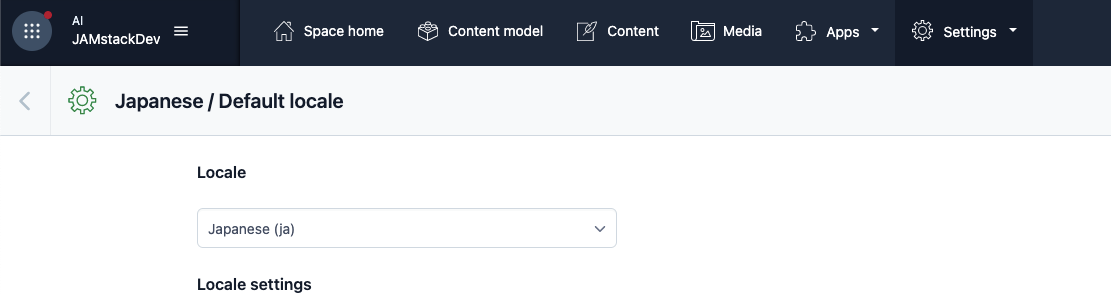 AI
JAMstackDev
Space home
Content model
Content
Media
Apps
Settings
Japanese / Default locale
Locale
Japanese (ja)
Locale settings